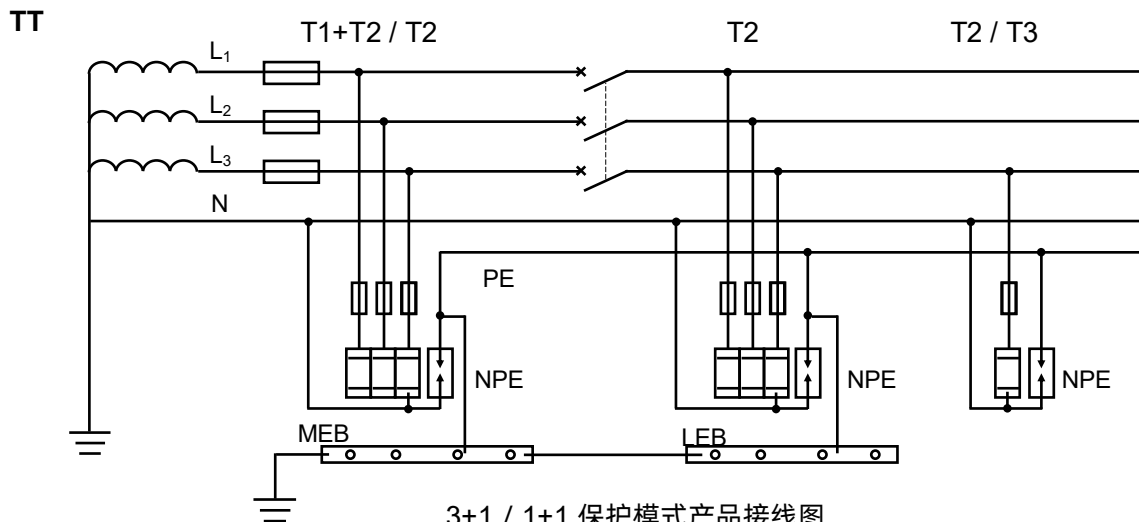 TT
T1+T2 / T2
T2
T2 / T3
L₁
L₂
L₃
N
PE
NPE
NPE
NPE
MEB
LEB
3+1 / 1+1 保护模式产品接线图